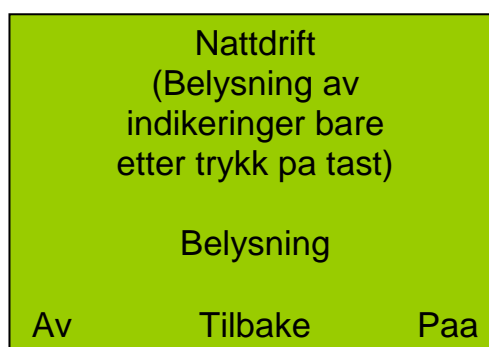 Nattdrift
(Belysning av
indikeringer bare
etter trykk pa tast)
Belysning
Av Tilbake Paa